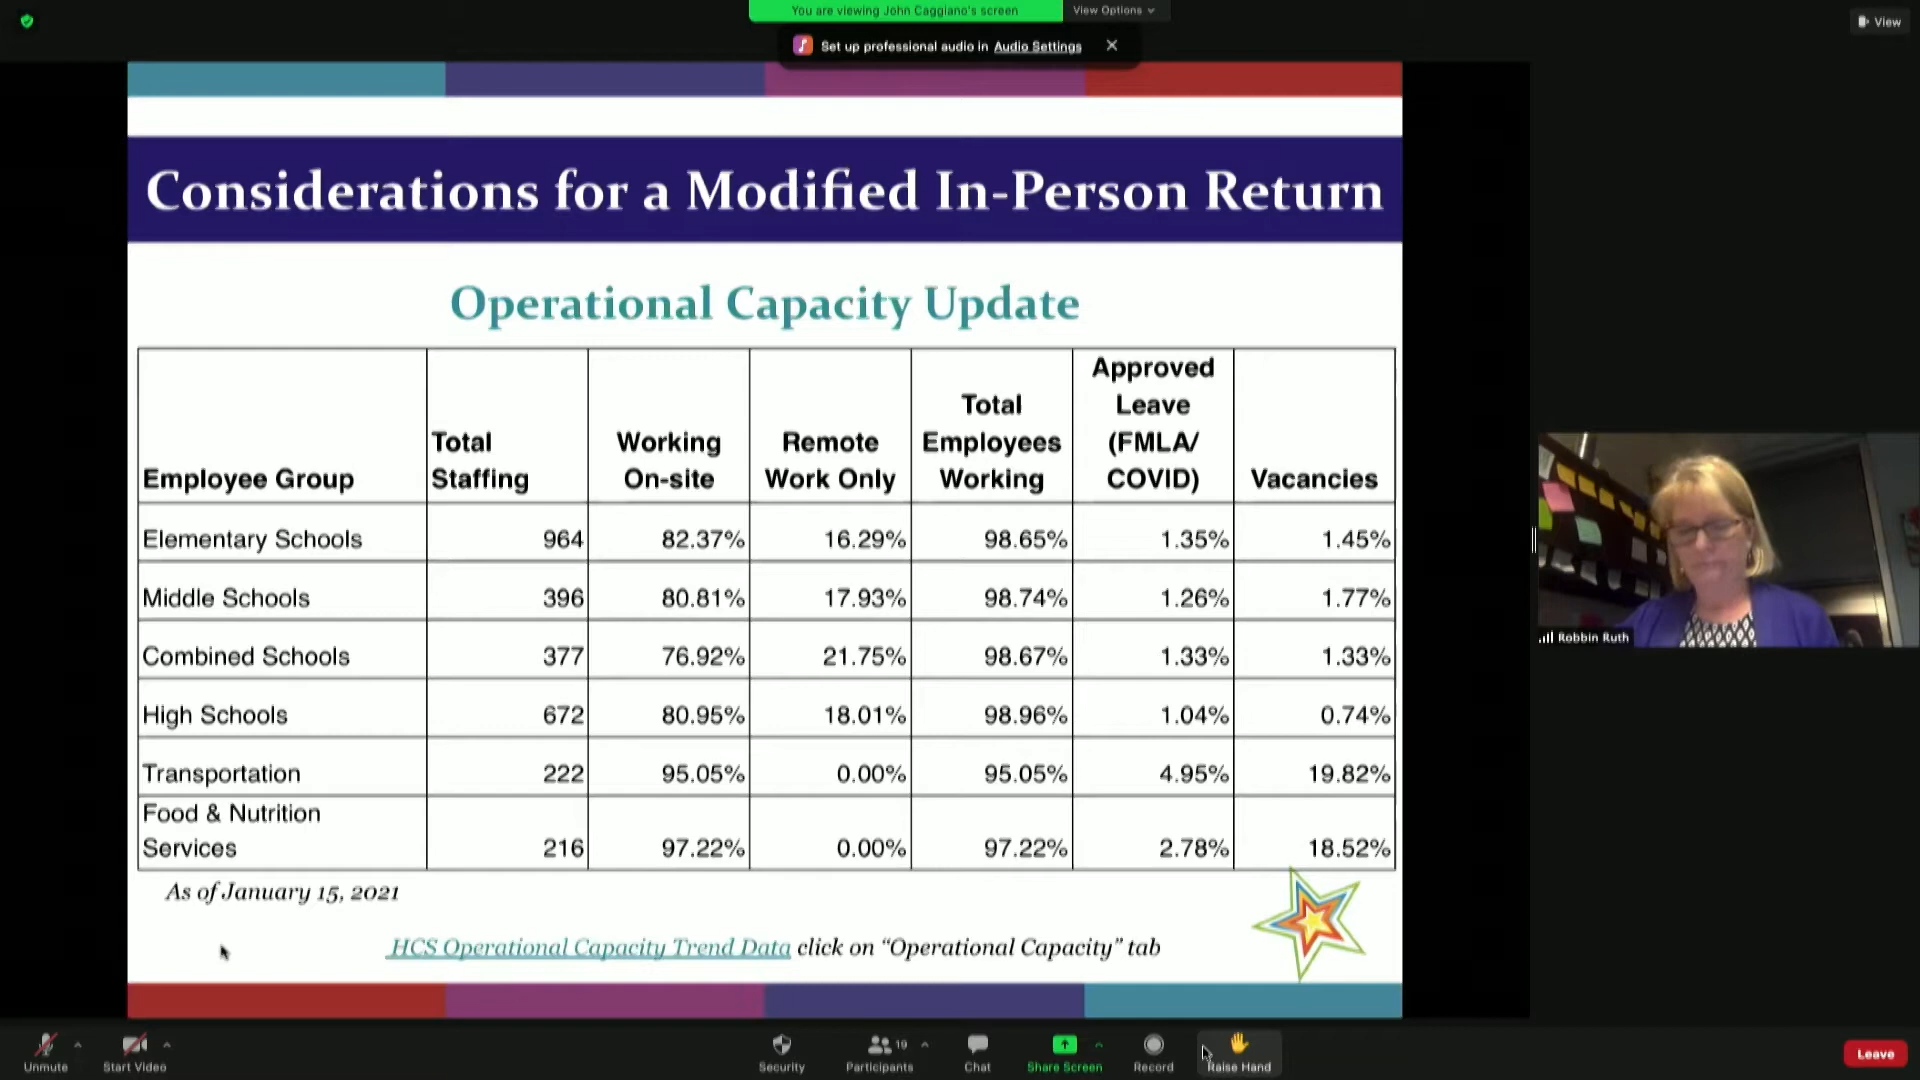 You are viewing John Caggiano's screen View Options
View
Set up professional audio in Audio Settings
Considerations for a Modified In-Person Return
Operational Capacity Update
Employee Group Total Staffing Working On-site Remote Work Only Total Employees Working Approved Leave (FMLA/ COVID) Vacancies
Elementary Schools 964 82.37% 16.29% 98.65% 1.35% 1.45%
Middle Schools 396 80.81% 17.93% 98.74% 1.26% 1.77%
Combined Schools 377 76.92% 21.75% 98.67% 1.33% 1.33%
High Schools 672 80.95% 18.01% 98.96% 1.04% 0.74%
Transportation 222 95.05% 0.00% 95.05% 4.95% 19.82%
Food & Nutrition
Services 216 97.22% 0.00% 97.22% 2.78% 18.52%
As of January 15, 2021
HCS Operational Capacity Trend Data click on “Operational Capacity” tab
Robbin Ruth
19
Unmute Start Video Security Participants Chat Share Screen Record Raise Hand Leave